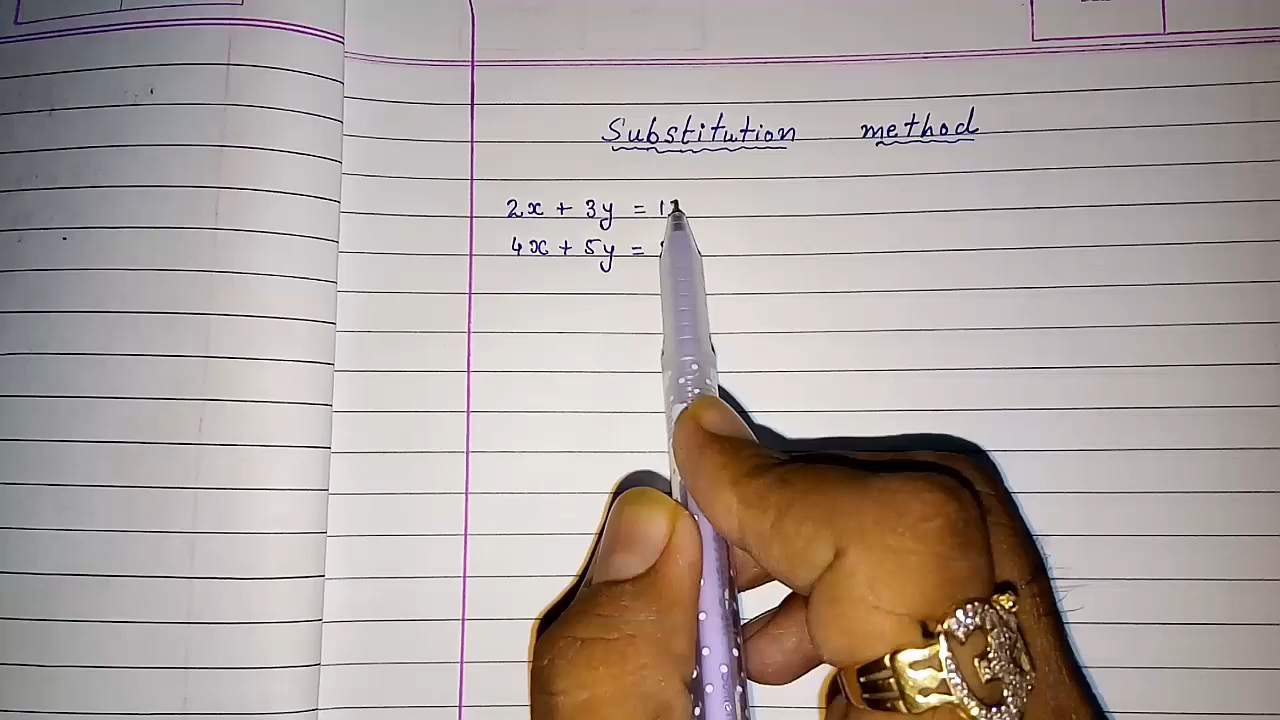 Substitution method
2x + 3y =
4x + 5y =